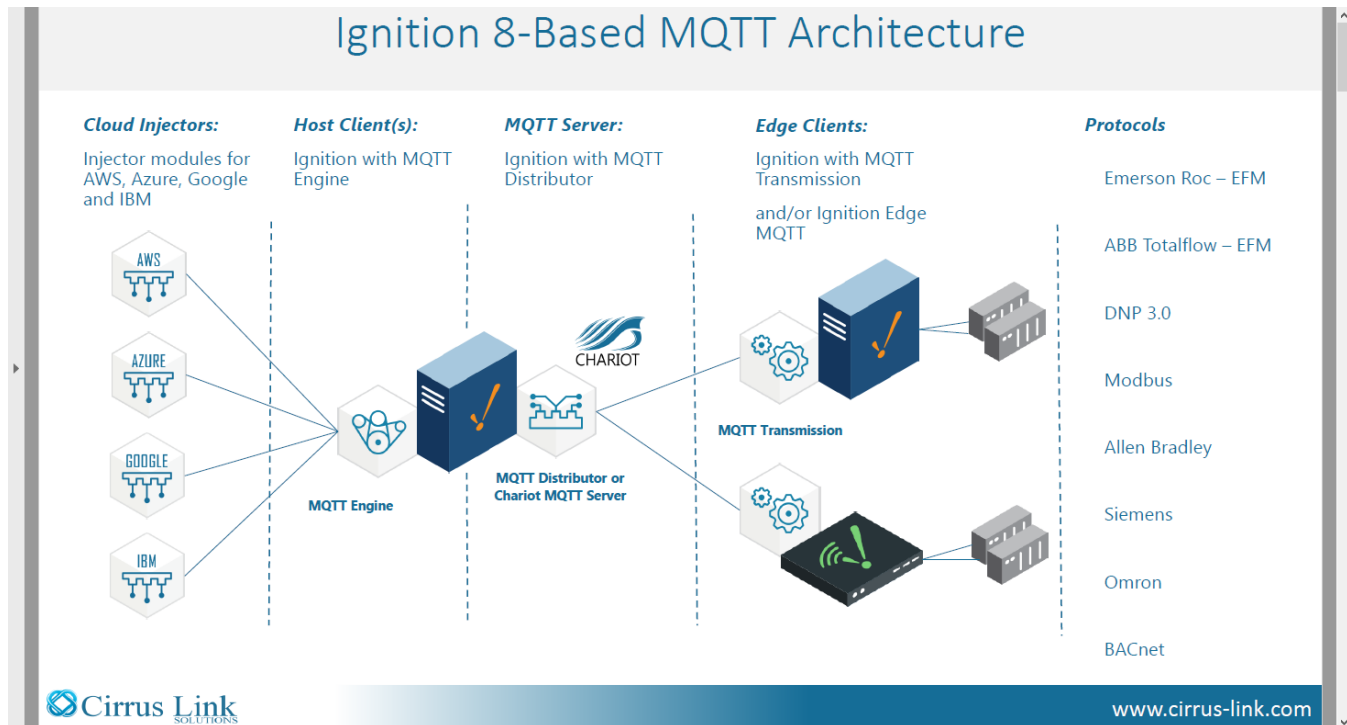 Ignition 8-Based MQTT Architecture
Cloud Injectors:
Injector modules for
AWS, Azure, Google
and IBM
AWS
AZURE
GOOGLE
IBM
Host Client(s):
Ignition with MQTT
Engine
MQTT Engine
MQTT Server:
Ignition with MQTT
Distributor
CHARIOT
MQTT Distributor or
Chariot MQTT Server
Edge Clients:
Ignition with MQTT
Transmission
and/or Ignition Edge
MQTT
MQTT Transmission
Protocols
Emerson Roc – EFM
ABB Totalflow – EFM
DNP 3.0
Modbus
Allen Bradley
Siemens
Omron
BACnet
Cirrus Link
SOLUTIONS
www.cirrus-link.com